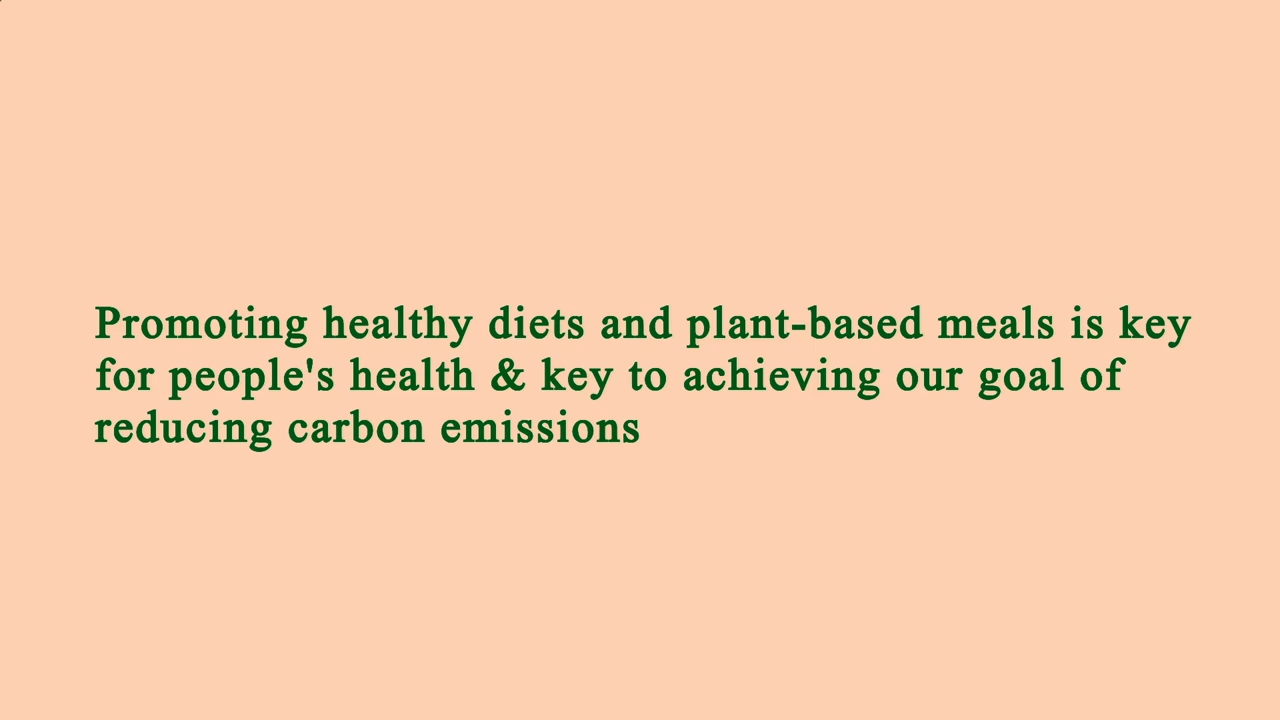 Promoting healthy diets and plant-based meals is key
for people's health & key to achieving our goal of
reducing carbon emissions